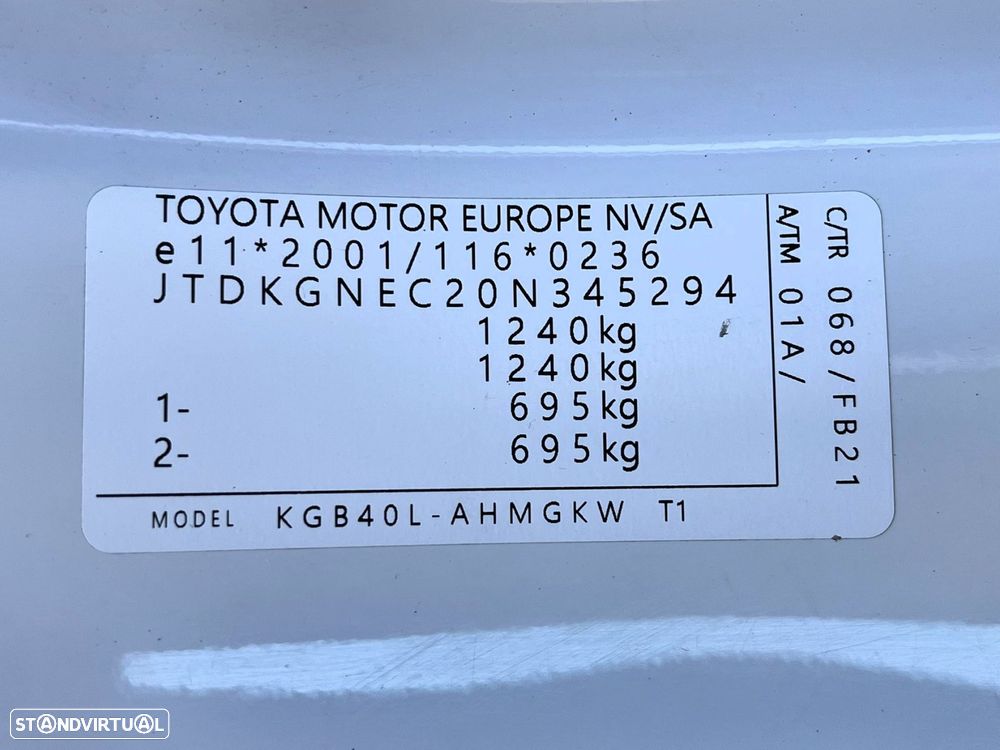 TOYOTA MOTOR EUROPE NV/SA
e11*2001/116*0236
JTDKGNEC20N345294
1240kg
1240kg
1- 695kg
2- 695kg
MODEL KGB40L-AHMGKW T1
C/TR 068/FB21
A/TM 01A/
STANDVIRTUAL